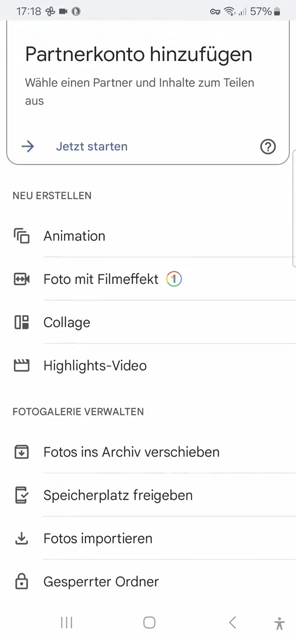 17:18
57%
Partnerkonto hinzufügen
Wähle einen Partner und Inhalte zum Teilen
aus
Jetzt starten
NEU ERSTELLEN
Animation
Foto mit Filmeffekt 1
Collage
Highlights-Video
FOTOGALERIE VERWALTEN
Fotos ins Archiv verschieben
Speicherplatz freigeben
Fotos importieren
Gesperrter Ordner